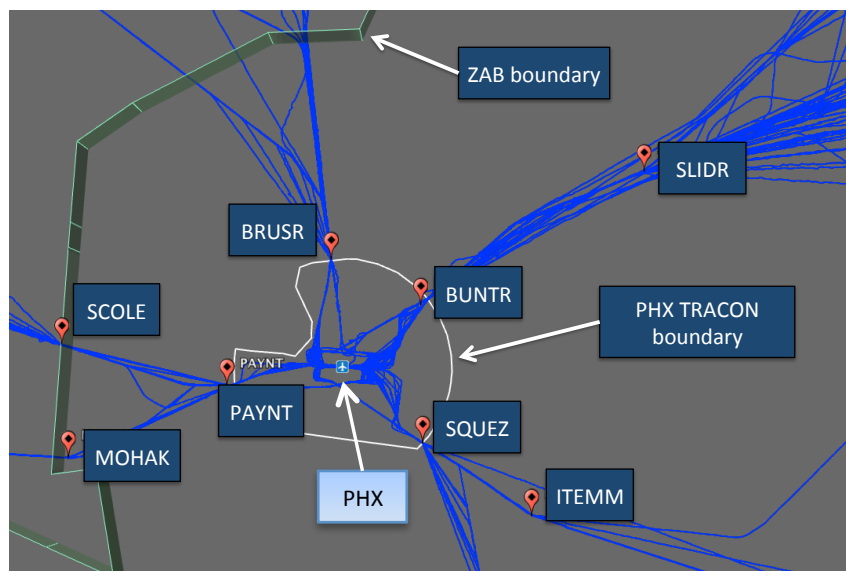 ZAB boundary
SLIDR
BRUSR
BUNTR
SCOLE
PHX TRACON
boundary
PAYNT
PAYNT
SQUEZ
MOHAK
PHX
ITEMM